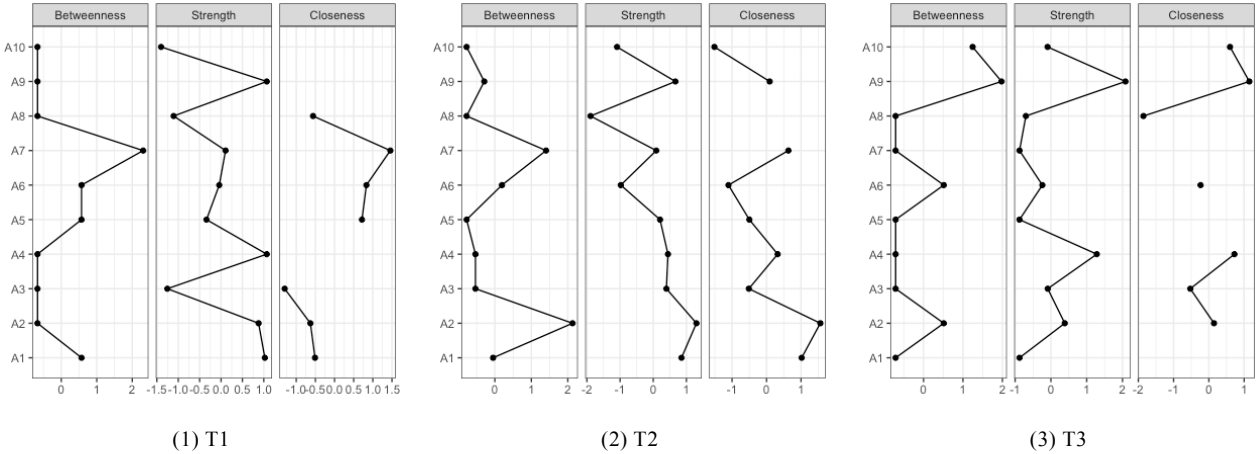 Betweenness Strength Closeness
A10
A9
A8
A7
A6
A5
A4
A3
A2
A1
0 1 2 -1.5 -1.0 -0.5 0.0 0.5 1.0 -1.0 -0.5 0.0 0.5 1.0 1.5
(1) T1
Betweenness Strength Closeness
A10
A9
A8
A7
A6
A5
A4
A3
A2
A1
0 1 2 -2 -1 0 1 -1 0 1
(2) T2
Betweenness Strength Closeness
A10
A9
A8
A7
A6
A5
A4
A3
A2
A1
0 1 2 -1 0 1 2 -2 -1 0 1
(3) T3